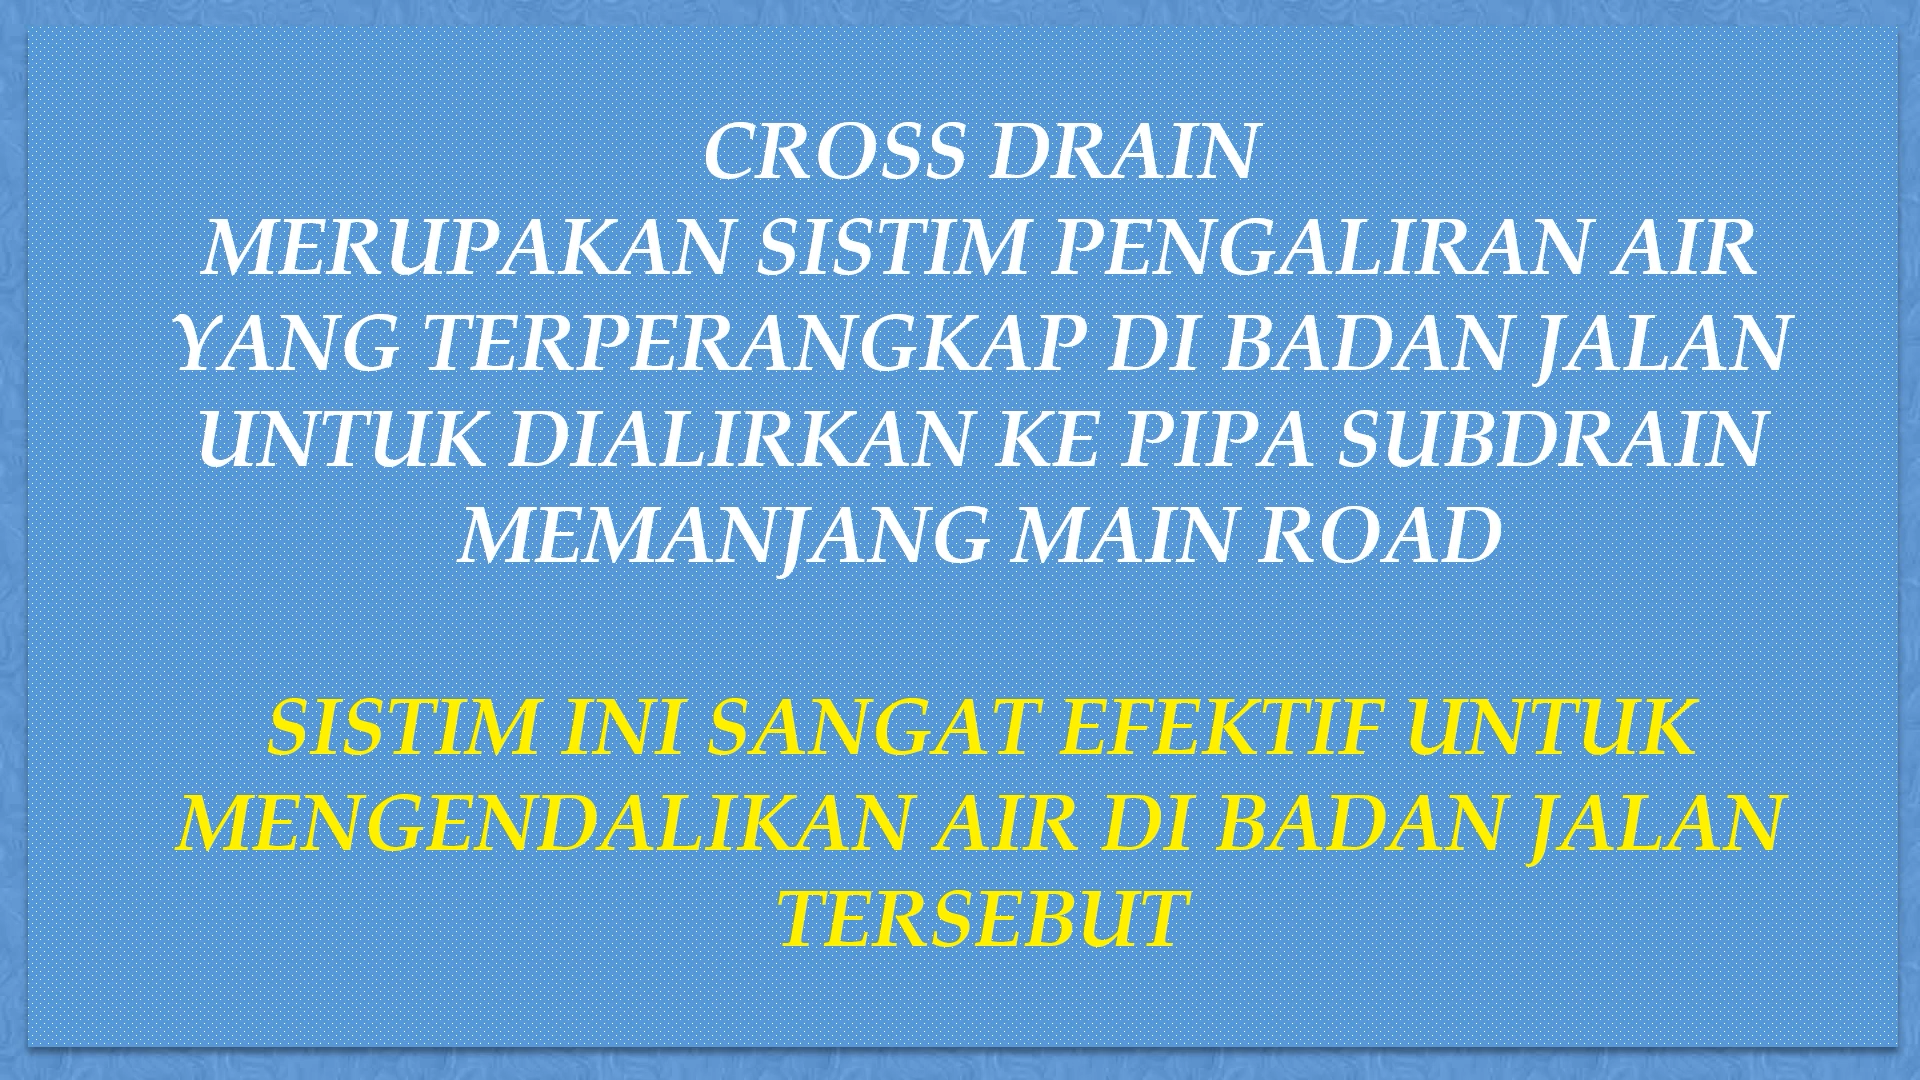 CROSS DRAIN
MERUPAKAN SISTIM PENGALIRAN AIR
YANG TERPERANGKAP DI BADAN JALAN
UNTUK DIALIRKAN KE PIPA SUBDRAIN
MEMANJANG MAIN ROAD
SISTIM INI SANGAT EFEKTIF UNTUK
MENGENDALIKAN AIR DI BADAN JALAN
TERSEBUT